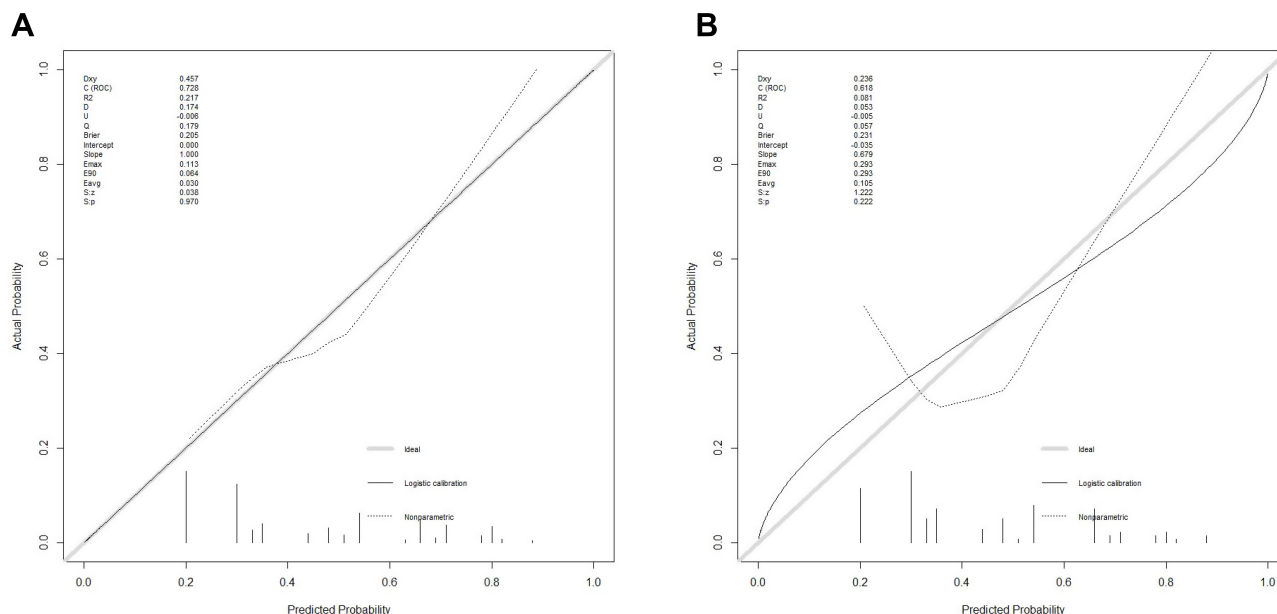 A
Dxy 0.457
C (ROC) 0.728
R2 0.217
D 0.174
U -0.006
Q 0.179
Brier 0.205
Intercept 0.000
Slope 1.000
Emax 0.113
E90 0.064
Eavg 0.030
S:z 0.038
S:p 0.970
Actual Probability
1.0
0.8
0.6
0.4
0.2
0.0
Ideal
Logistic calibration
Nonparametric
0.0 0.2 0.4 0.6 0.8 1.0
Predicted Probability
B
Dxy 0.236
C (ROC) 0.618
R2 0.081
D 0.053
U -0.005
Q 0.057
Brier 0.231
Intercept -0.035
Slope 0.679
Emax 0.293
E90 0.293
Eavg 0.105
S:z 1.222
S:p 0.222
Actual Probability
1.0
0.8
0.6
0.4
0.2
0.0
Ideal
Logistic calibration
Nonparametric
0.0 0.2 0.4 0.6 0.8 1.0
Predicted Probability